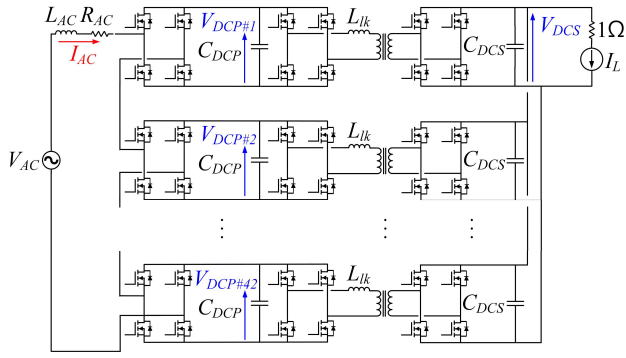 L_AC R_AC
I_AC
V_AC
V_DCP#1
C_DCP
L_lk
C_DCS
V_DCS
1Ω
I_L
V_DCP#2
C_DCP
L_lk
C_DCS
V_DCP#42
C_DCP
L_lk
C_DCS